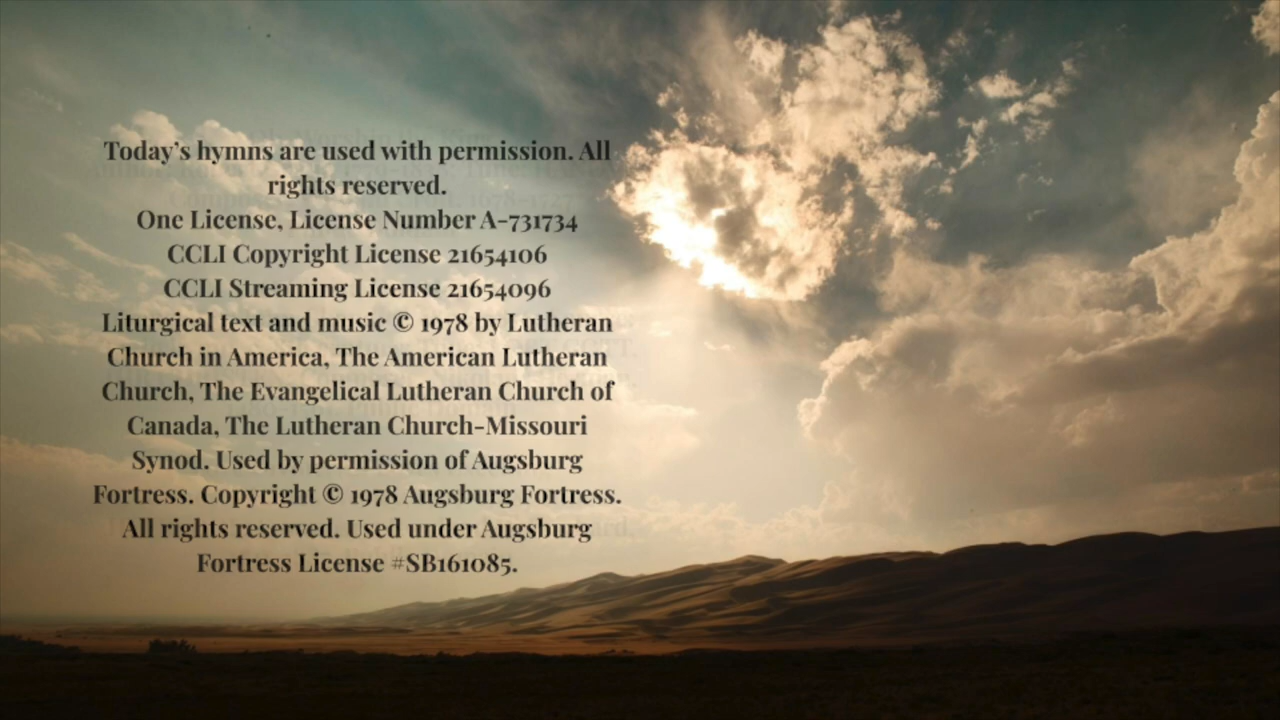 Today’s hymns are used with permission. All
rights reserved.
One License, License Number A-731734
CCLI Copyright License 21654106
CCLI Streaming License 21654096
Liturgical text and music © 1978 by Lutheran
Church in America, The American Lutheran
Church, The Evangelical Lutheran Church of
Canada, The Lutheran Church-Missouri
Synod. Used by permission of Augsburg
Fortress. Copyright © 1978 Augsburg Fortress.
All rights reserved. Used under Augsburg
Fortress License #SB161085.